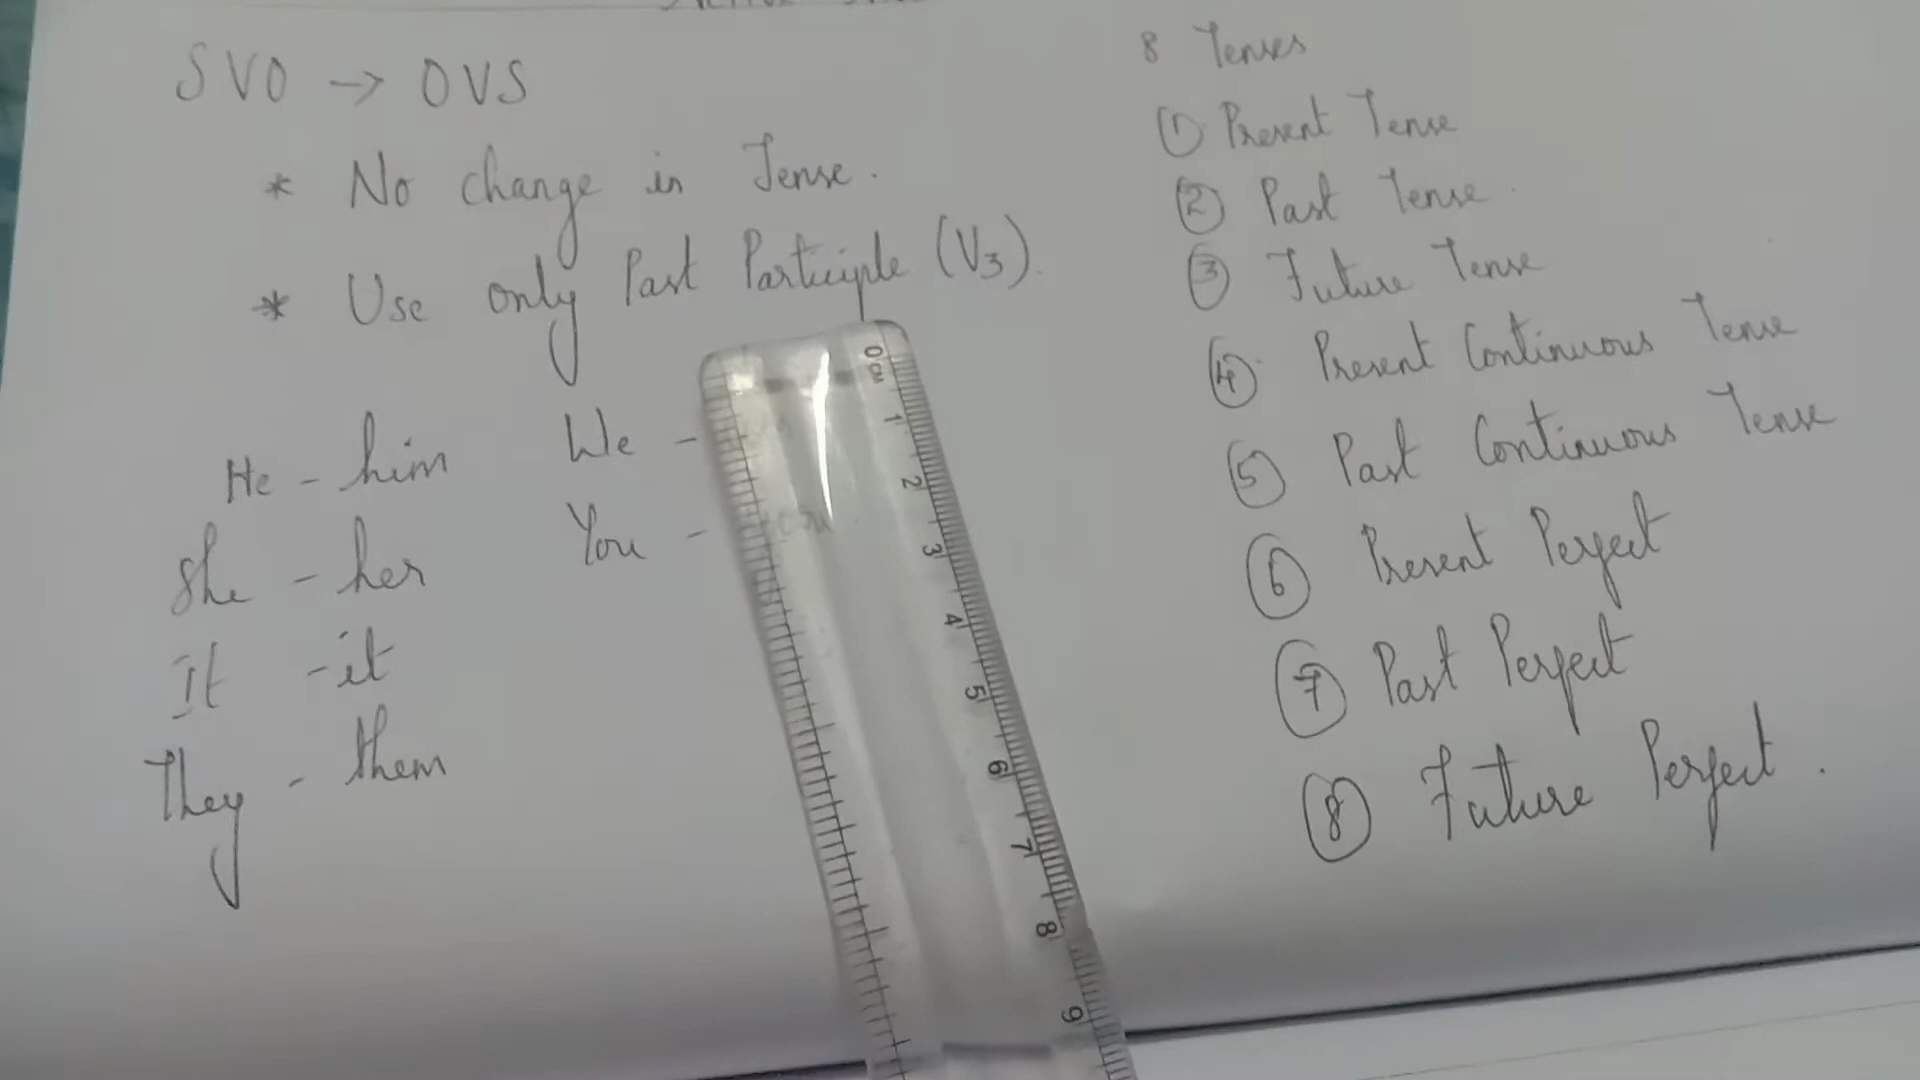 SVO → OVS
* No change in Tense.
* Use only Past Participle (V3).
He - him
She - her
It - it
They - them
We -
You -
8 Tenses
① Present Tense
② Past Tense.
③ Future Tense
④ Present Continuous Tense
⑤ Past Continuous Tense
⑥ Present Perfect
⑦ Past Perfect
⑧ Future Perfect.
0 CM
1
2
3
4
5
6
7
8
9